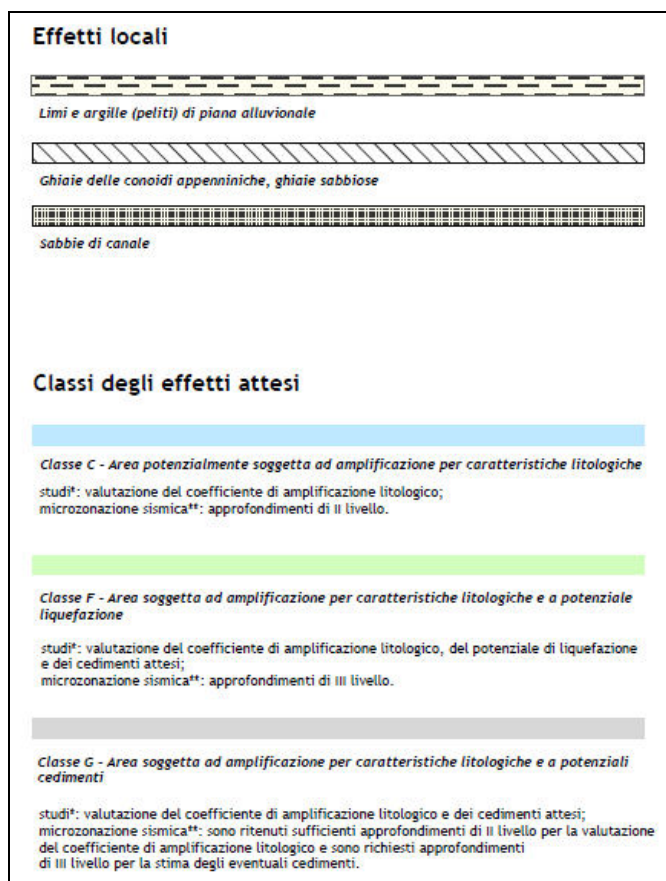 Effetti locali
Limi e argille (peliti) di piana alluvionale
Ghiaie delle conoidi appenniniche, ghiaie sabbiose
Sabbie di canale
Classi degli effetti attesi
Classe C - Area potenzialmente soggetta ad amplificazione per caratteristiche litologiche
studi*: valutazione del coefficiente di amplificazione litologico;
microzonazione sismica**: approfondimenti di II livello.
Classe F - Area soggetta ad amplificazione per caratteristiche litologiche e a potenziale
liquefazione
studi*: valutazione del coefficiente di amplificazione litologico, del potenziale di liquefazione
e dei cedimenti attesi;
microzonazione sismica**: approfondimenti di III livello.
Classe G - Area soggetta ad amplificazione per caratteristiche litologiche e a potenziali
cedimenti
studi*: valutazione del coefficiente di amplificazione litologico e dei cedimenti attesi;
microzonazione sismica**: sono ritenuti sufficienti approfondimenti di II livello per la valutazione
del coefficiente di amplificazione litologico e sono richiesti approfondimenti
di III livello per la stima degli eventuali cedimenti.